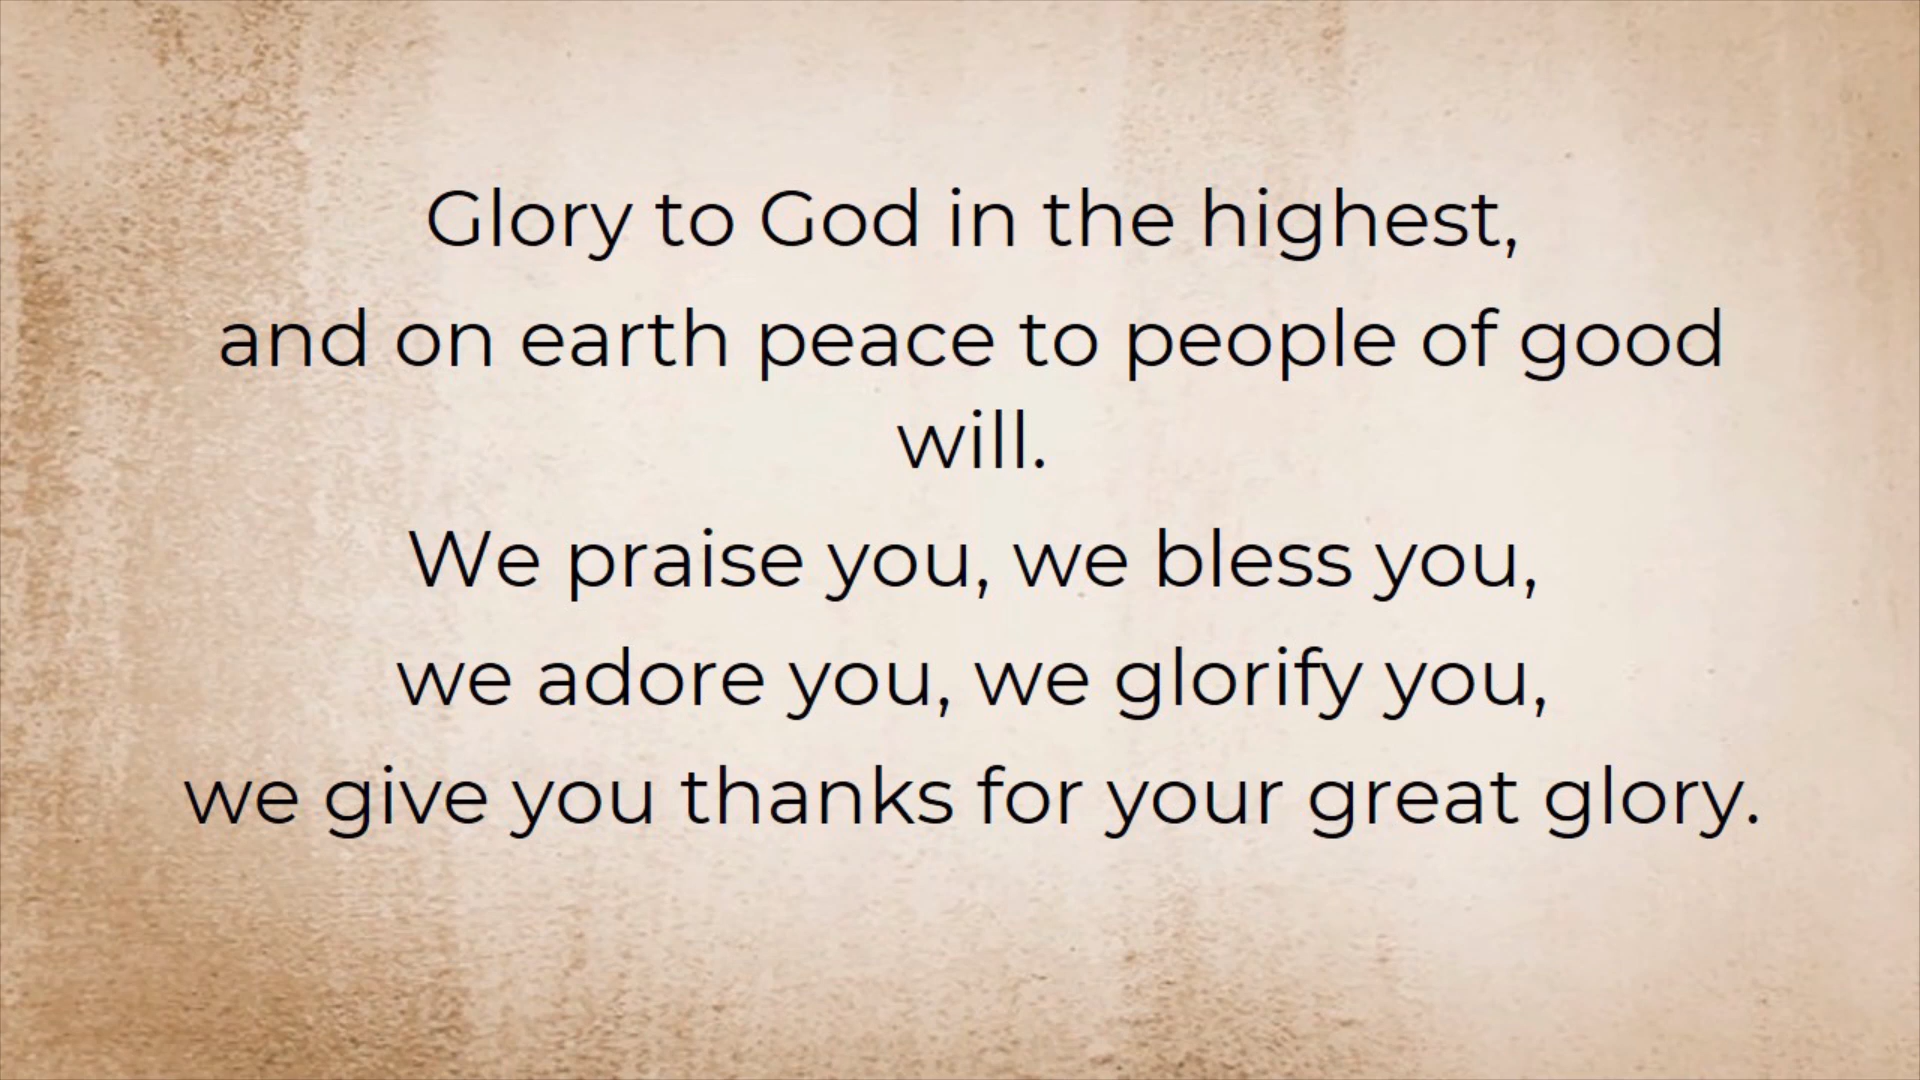 Glory to God in the highest,
and on earth peace to people of good
will.
We praise you, we bless you,
we adore you, we glorify you,
we give you thanks for your great glory.